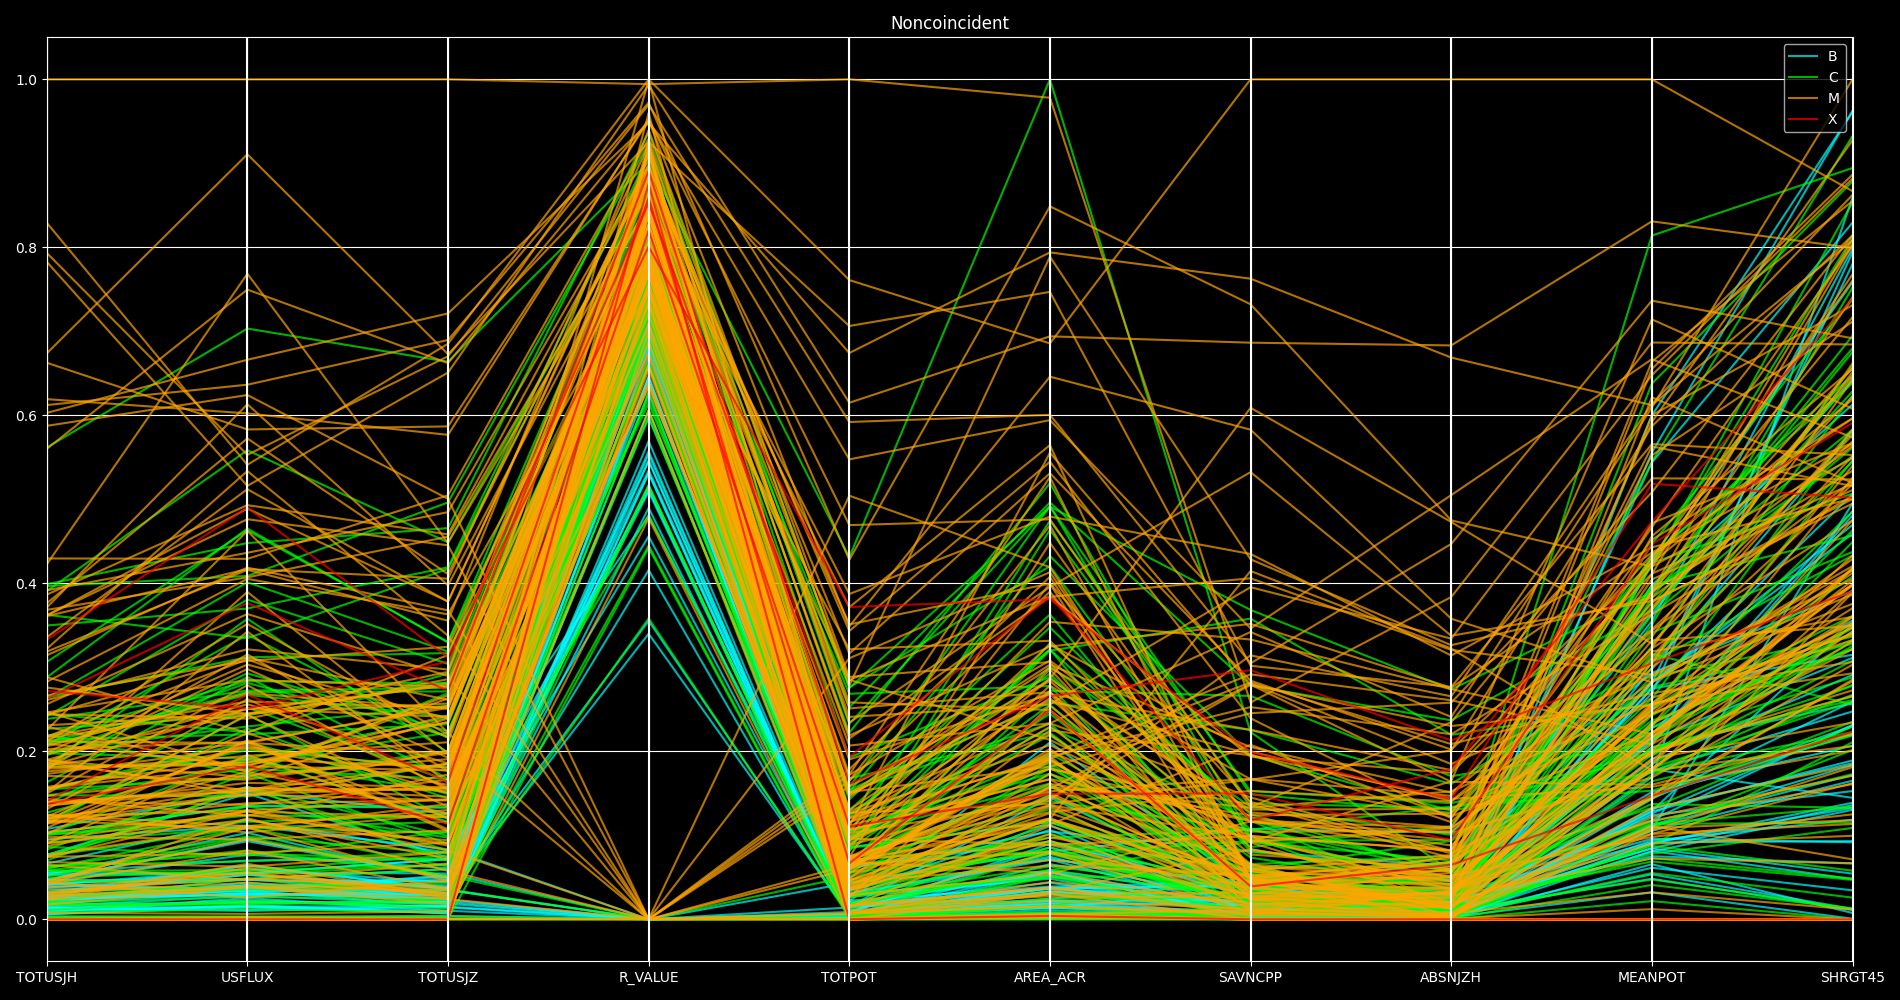 Noncoincident
B
C
M
X
1.0
0.8
0.6
0.4
0.2
0.0
TOTUSJH USFLUX TOTUSJZ R_VALUE TOTPOT AREA_ACR SAVNCPP ABSNJZH MEANPOT SHRGT45